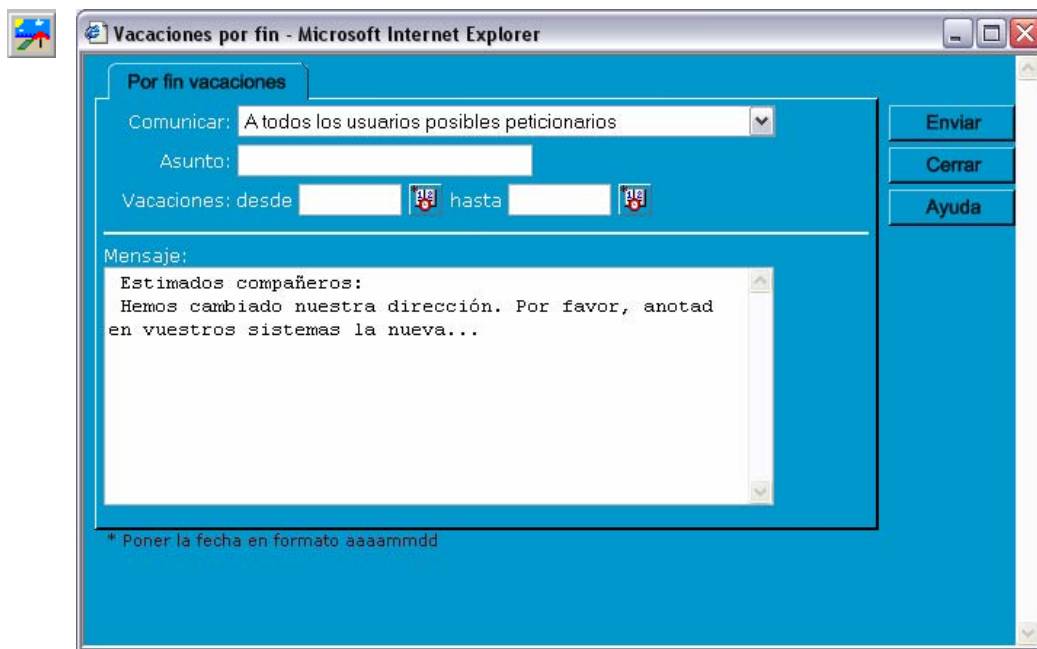 Vacaciones por fin - Microsoft Internet Explorer
Por fin vacaciones
Comunicar: A todos los usuarios posibles peticionarios
Enviar
Asunto:
Cerrar
Vacaciones: desde hasta
Ayuda
Mensaje:
Estimados compañeros:
Hemos cambiado nuestra dirección. Por favor, anotad
en vuestros sistemas la nueva...
* Poner la fecha en formato aaaammdd